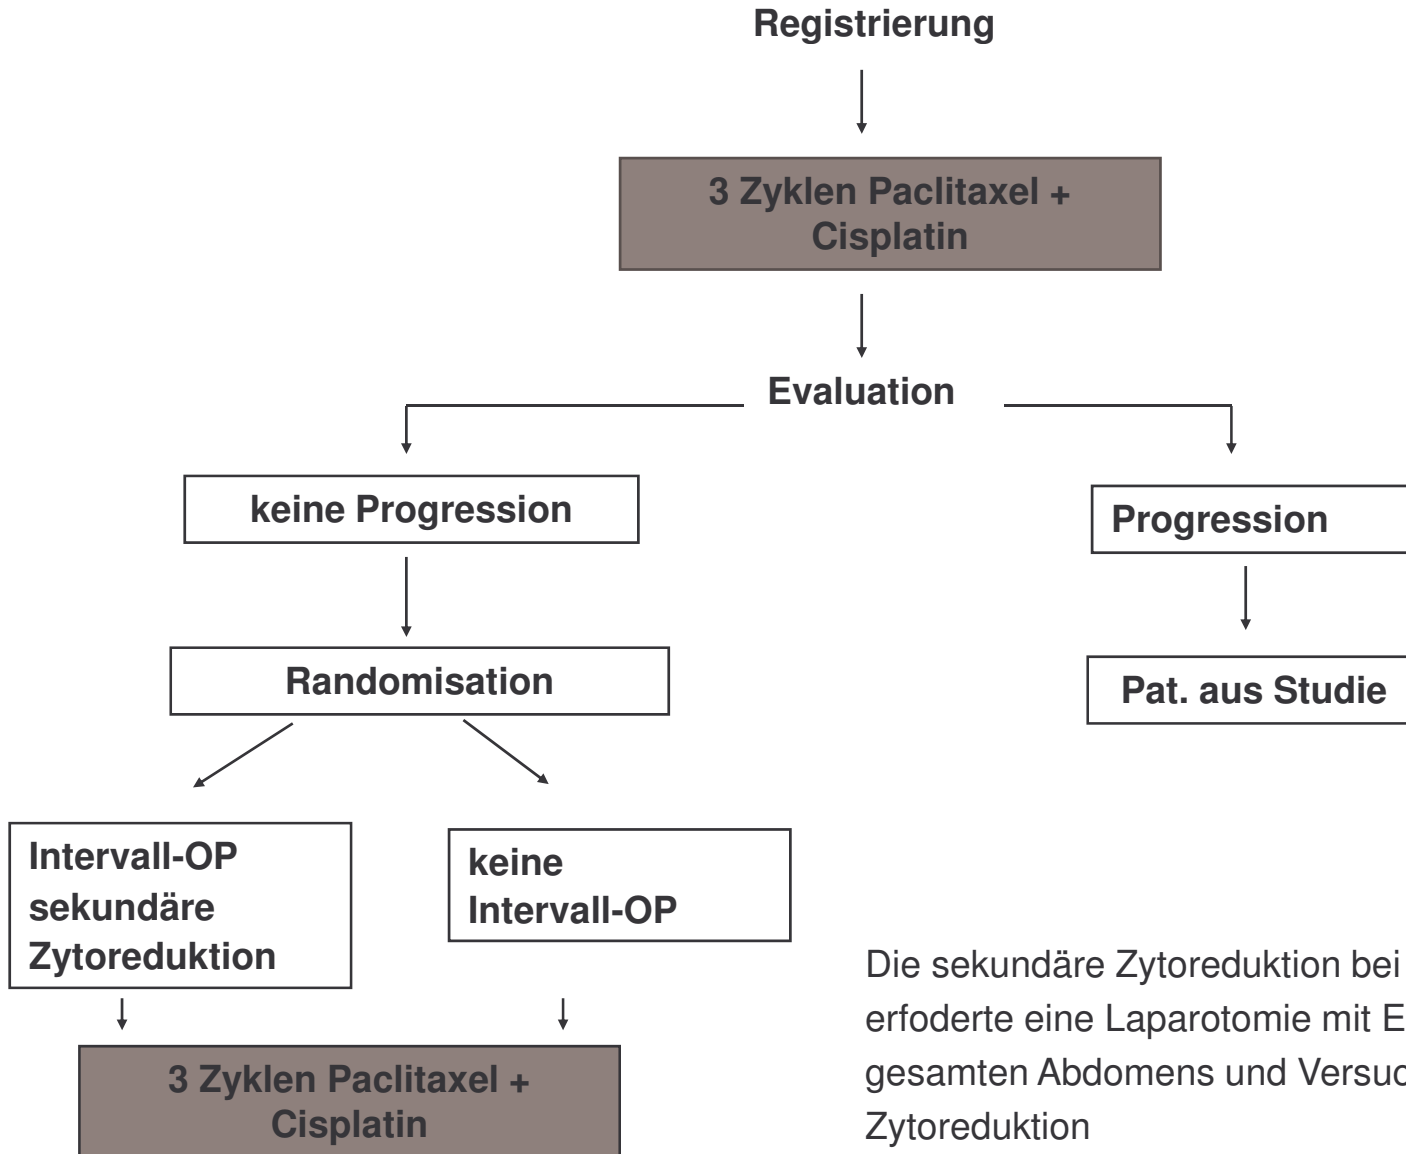 Registrierung
3 Zyklen Paclitaxel +
Cisplatin
Evaluation
keine Progression
Progression
Randomisation
Pat. aus Studie
Intervall-OP
sekundäre
Zytoreduktion
keine
Intervall-OP
3 Zyklen Paclitaxel +
Cisplatin
Die sekundäre Zytoreduktion bei
erfoderte eine Laparotomie mit
gesamten Abdomens und
Zytoreduktion